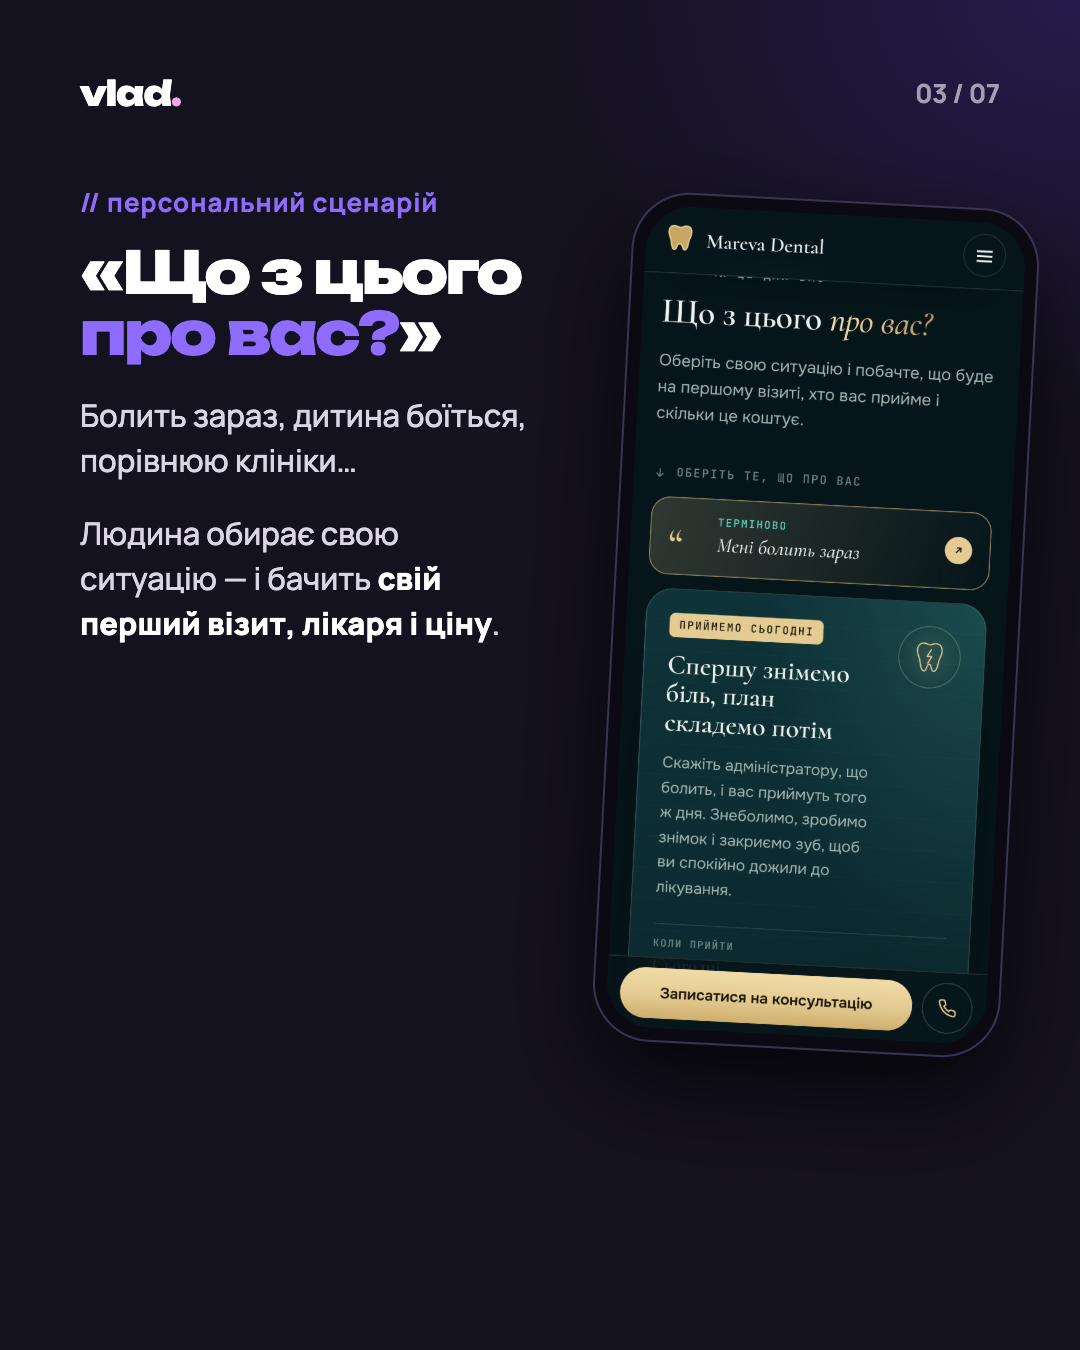 vlad.
03 / 07
// персональний сценарій
«Що з цього
про вас?»
Болить зараз, дитина боїться,
порівнюю клініки...
Людина обирає свою
ситуацію — і бачить свій
перший візит, лікаря і ціну.
Mareva Dental
Що з цього про вас?
Оберіть свою ситуацію і побачте, що буде
на першому візиті, хто вас прийме і
скільки це коштує.
↓ ОБЕРІТЬ ТЕ, ЩО ПРО ВАС
ТЕРМІНОВО
“ Мені болить зараз
ПРИЙМЕМО СЬОГОДНІ
Спершу знімемо
біль, план
складемо потім
Скажіть адміністратору, що
болить, і вас приймуть того
ж дня. Знеболимо, зробимо
знімок і закриємо зуб, щоб
ви спокійно дожили до
лікування.
КОЛИ ПРИЙТИ
Записатися на консультацію